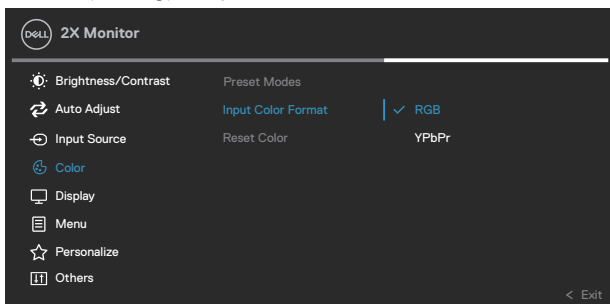 DELL 2X Monitor
Brightness/Contrast Preset Modes
Auto Adjust Input Color Format ✓ RGB
Input Source Reset Color YPbPr
Color
Display
Menu
Personalize
Others
< Exit